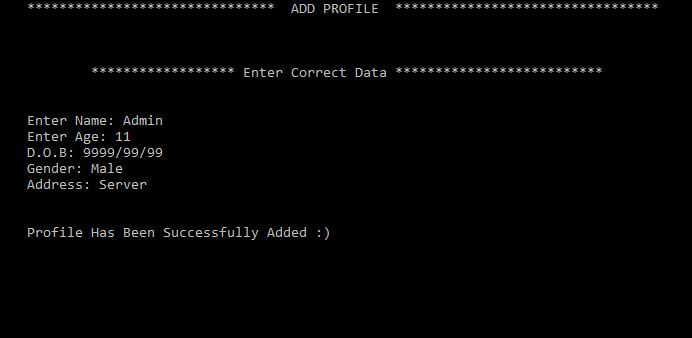 ******************************* ADD PROFILE *********************************
****************** Enter Correct Data **************************
Enter Name: Admin
Enter Age: 11
D.O.B: 9999/99/99
Gender: Male
Address: Server
Profile Has Been Successfully Added :)